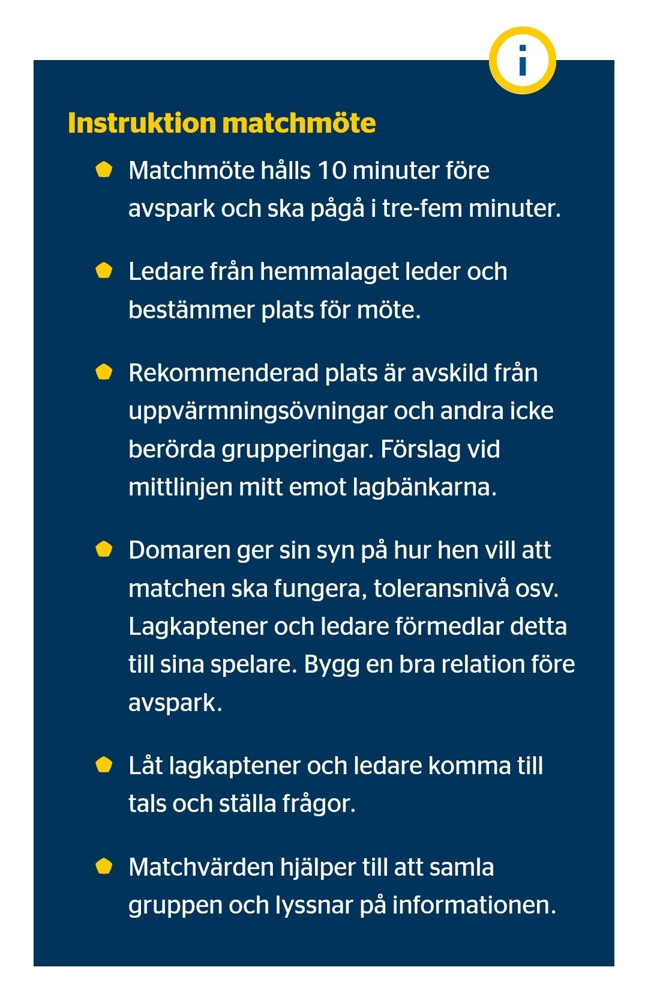 i
Instruktion matchmöte
Matchmöte hålls 10 minuter före
avspark och ska pågå i tre-fem minuter.
Ledare från hemmalaget leder och
bestämmer plats för möte.
Rekommenderad plats är avskild från
uppvärmningsövningar och andra icke
berörda grupperingar. Förslag vid
mittlinjen mitt emot lagbänkarna.
Domaren ger sin syn på hur hen vill att
matchen ska fungera, toleransnivå osv.
Lagkaptener och ledare förmedlar detta
till sina spelare. Bygg en bra relation före
avspark.
Låt lagkaptener och ledare komma till
tals och ställa frågor.
Matchvärden hjälper till att samla
gruppen och lyssnar på informationen.